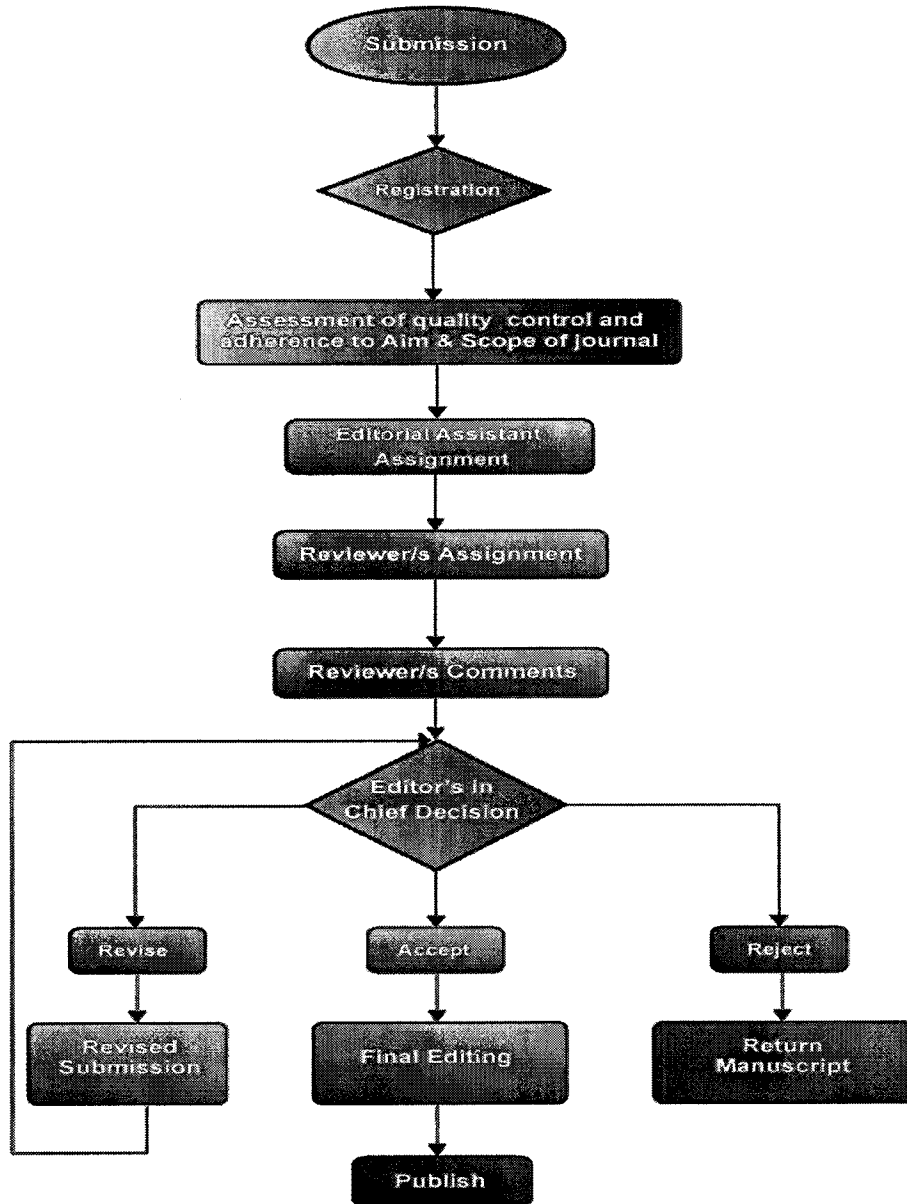 Submission
Registration
Assessment of quality control and
adherence to Aim & Scope of journal
Editorial Assistant
Assignment
Reviewer/s Assignment
Reviewer/s Comments
Editor's in
Chief Decision
Revise
Accept
Reject
Revised
Submission
Final Editing
Return
Manuscript
Publish